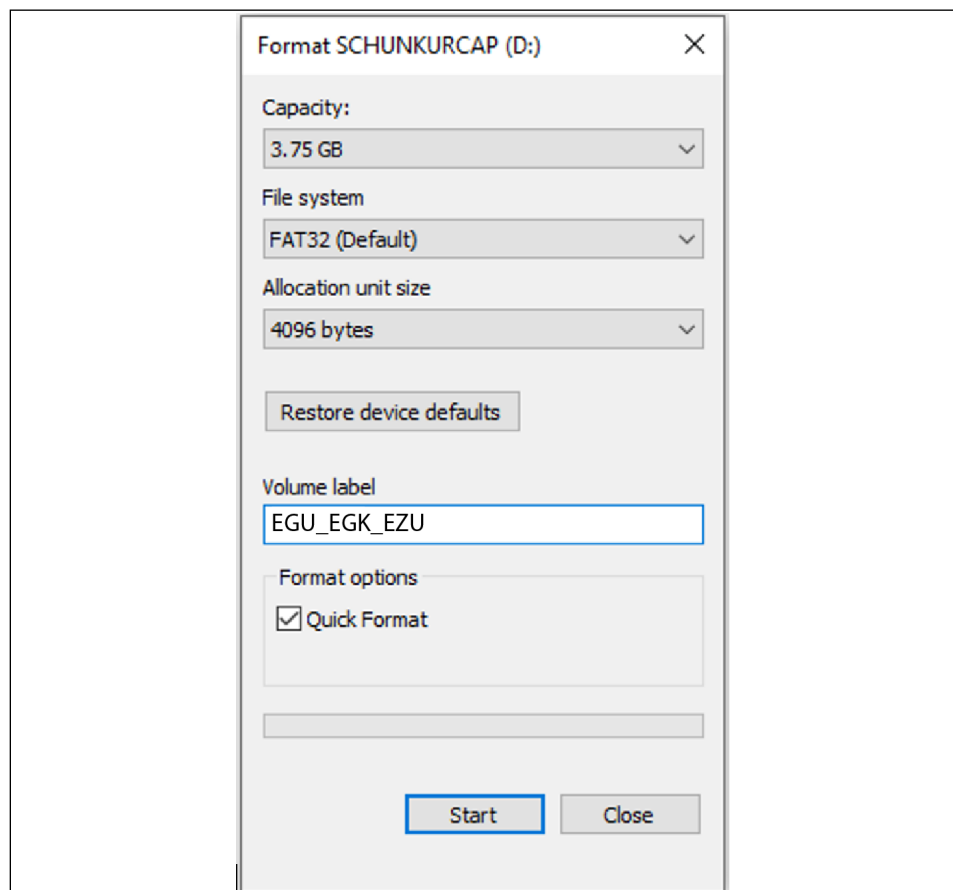 Format SCHUNKURCAP (D:)
Capacity:
3.75 GB
File system
FAT32 (Default)
Allocation unit size
4096 bytes
Restore device defaults
Volume label
EGU_EGK_EZU
Format options
Quick Format
Start Close